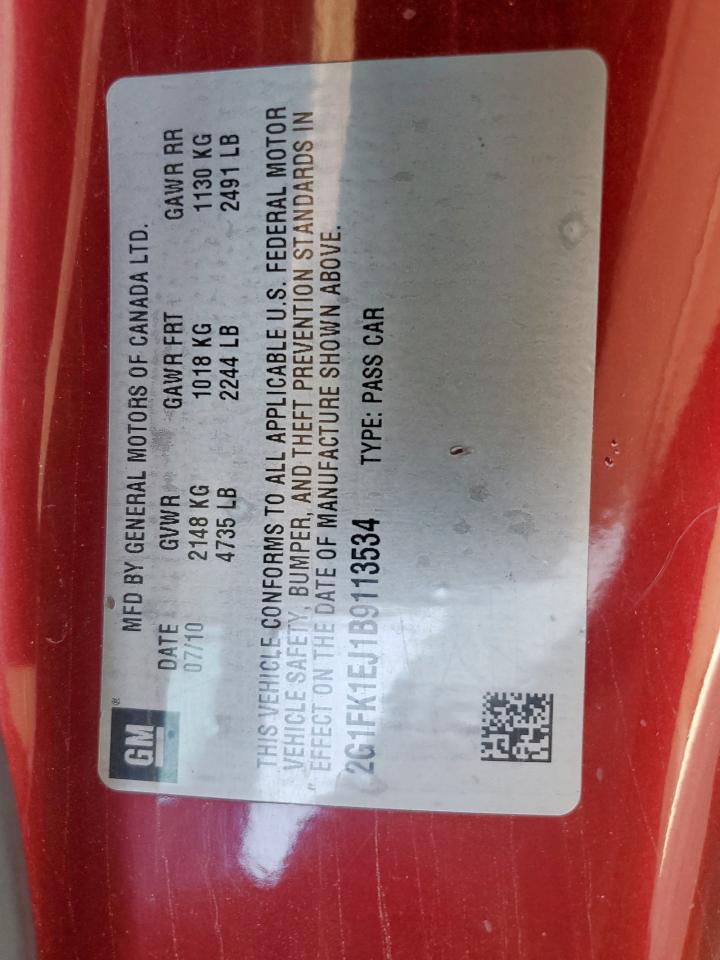 GM®
MFD BY GENERAL MOTORS OF CANADA LTD.
DATE GVWR GAWR FRT GAWR RR
07/10 2148 KG 1018 KG 1130 KG
4735 LB 2244 LB 2491 LB
THIS VEHICLE CONFORMS TO ALL APPLICABLE U.S. FEDERAL MOTOR
VEHICLE SAFETY, BUMPER, AND THEFT PREVENTION STANDARDS IN
EFFECT ON THE DATE OF MANUFACTURE SHOWN ABOVE.
2G1FK1EJ1B9113534 TYPE: PASS CAR